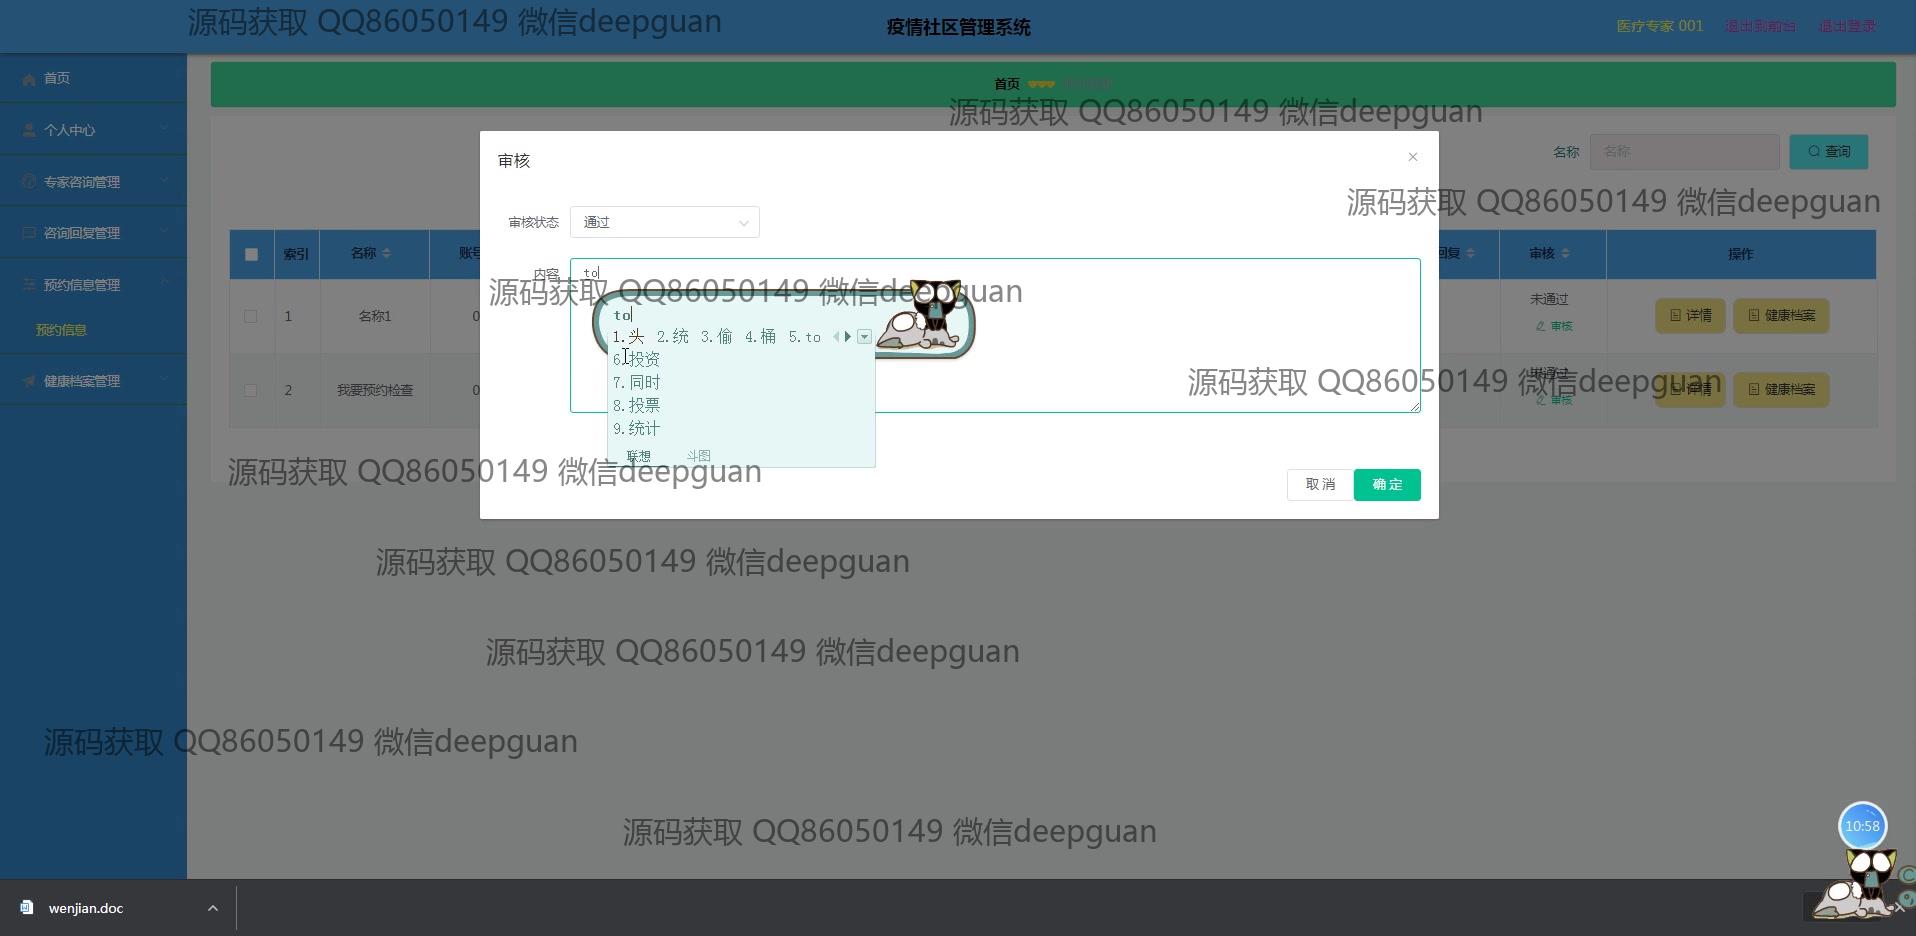 源码获取 QQ86050149 微信deepguan
疫情社区管理系统
医疗专家 001
退出到前台
退出登录
首页
个人中心
专家咨询管理
咨询回复管理
预约信息管理
预约信息
健康档案管理
首页
源码获取 QQ86050149 微信deepguan
名称
名称
查询
源码获取 QQ86050149 微信deepguan
索引
名称
账号
回复
审核
操作
1
名称1
0
未通过
审核
详情
健康档案
2
我要预约检查
0
未通过
审核
详情
健康档案
审核
审核状态
通过
内容
to
源码获取 QQ86050149 微信deepguan
to
1.头 2.统 3.偷 4.桶 5.to
6.投资
7.同时
8.投票
9.统计
联想
斗图
源码获取 QQ86050149 微信deepguan
源码获取 QQ86050149 微信deepguan
取消
确定
源码获取 QQ86050149 微信deepguan
源码获取 QQ86050149 微信deepguan
源码获取 QQ86050149 微信deepguan
源码获取 QQ86050149 微信deepguan
10:58
wenjian.doc